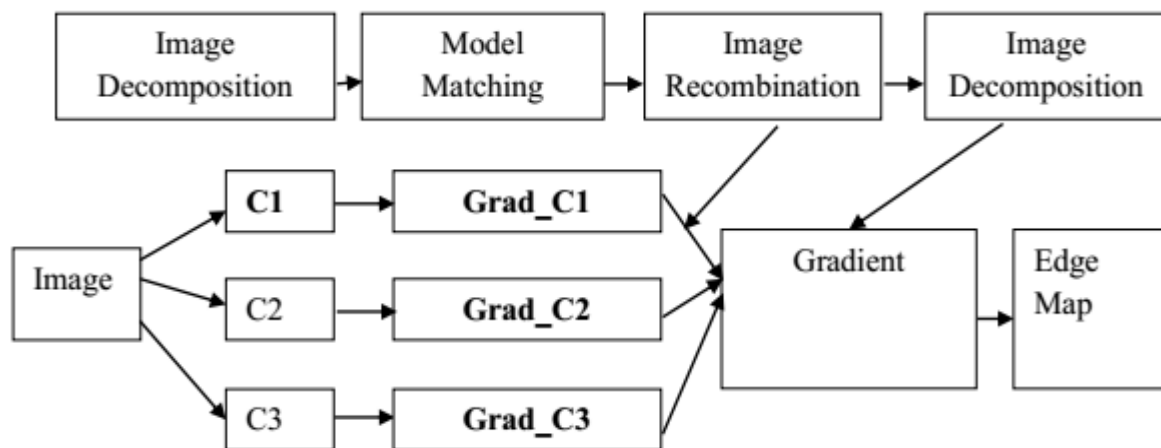 Image
Decomposition
Model
Matching
Image
Recombination
Image
Decomposition
C1
Grad_C1
Image
Gradient
Edge
Map
C2
Grad_C2
C3
Grad_C3